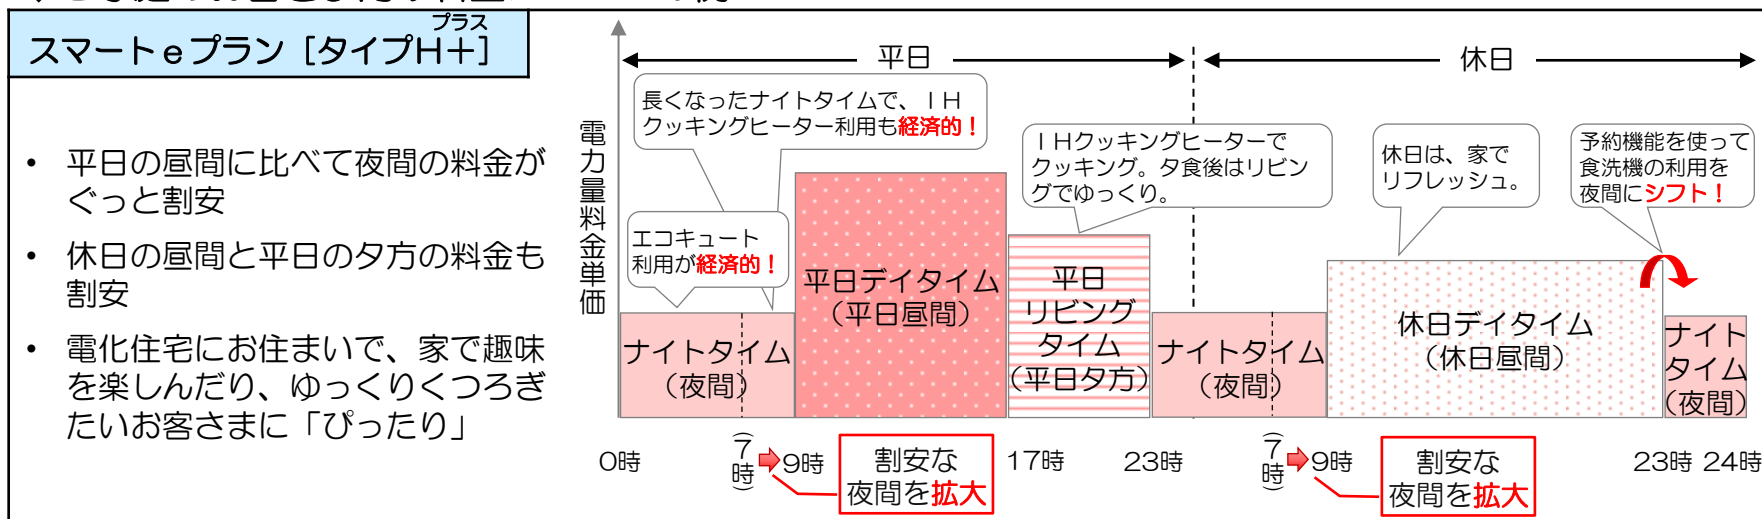 プラス
スマートeプラン［タイプH＋］
• 平日の昼間に比べて夜間の料金が
ぐっと割安
• 休日の昼間と平日の夕方の料金も
割安
• 電化住宅にお住まいで、家で趣味
を楽しんだり、ゆっくりくつろぎ
たいお客さまに「ぴったり」
電力量料金単価
平日
休日
長くなったナイトタイムで、ＩＨ
クッキングヒーター利用も経済的！
エコキュート
利用が経済的！
ＩＨクッキングヒーターで
クッキング。夕食後はリビン
グでゆっくり。
休日は、家で
リフレッシュ。
予約機能を使って
食洗機の利用を
夜間にシフト！
ナイトタイム
（夜間）
平日デイタイム
（平日昼間）
平日
リビング
タイム
（平日夕方）
ナイトタイム
（夜間）
休日デイタイム
（休日昼間）
ナイト
タイム
（夜間）
0時
（7時）
9時
割安な
夜間を拡大
17時
23時
（7時）
9時
割安な
夜間を拡大
23時
24時